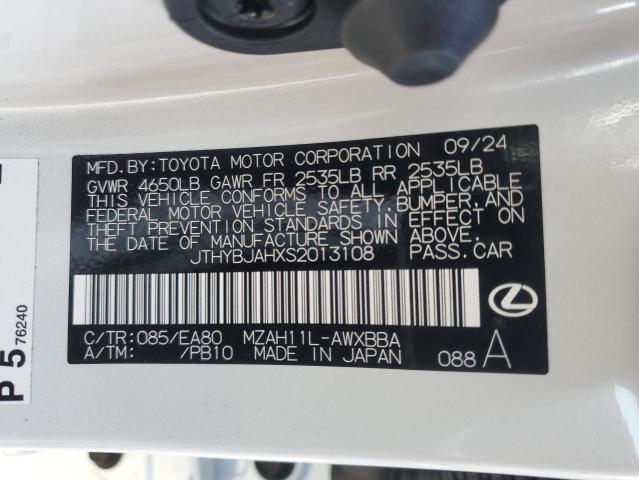 MFD.BY:TOYOTA MOTOR CORPORATION 09/24
GVWR 4650LB GAWR FR 2535LB RR 2535LB
THIS VEHICLE CONFORMS TO ALL APPLICABLE
FEDERAL MOTOR VEHICLE SAFETY,BUMPER,AND
THEFT PREVENTION STANDARDS IN EFFECT ON
THE DATE OF MANUFACTURE SHOWN ABOVE.
JTHYBJAHXS2013108 PASS.CAR
C/TR:085/EA80 MZAH11L-AWXBBA
A/TM: /PB10 MADE IN JAPAN 088 A
P 5 76240